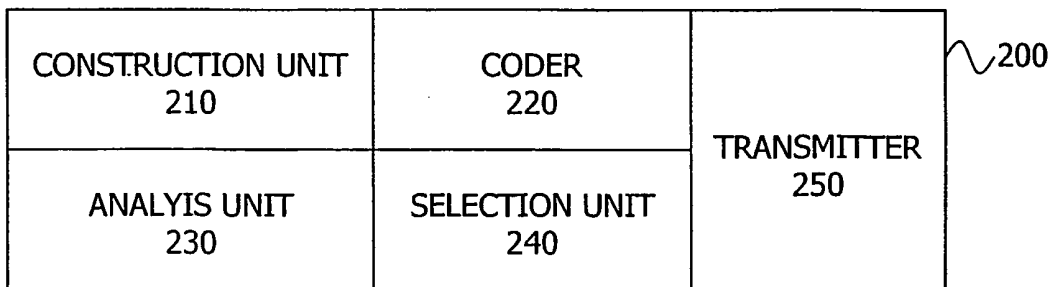 CONSTRUCTION UNIT
210
CODER
220
TRANSMITTER
250
200
ANALYIS UNIT
230
SELECTION UNIT
240